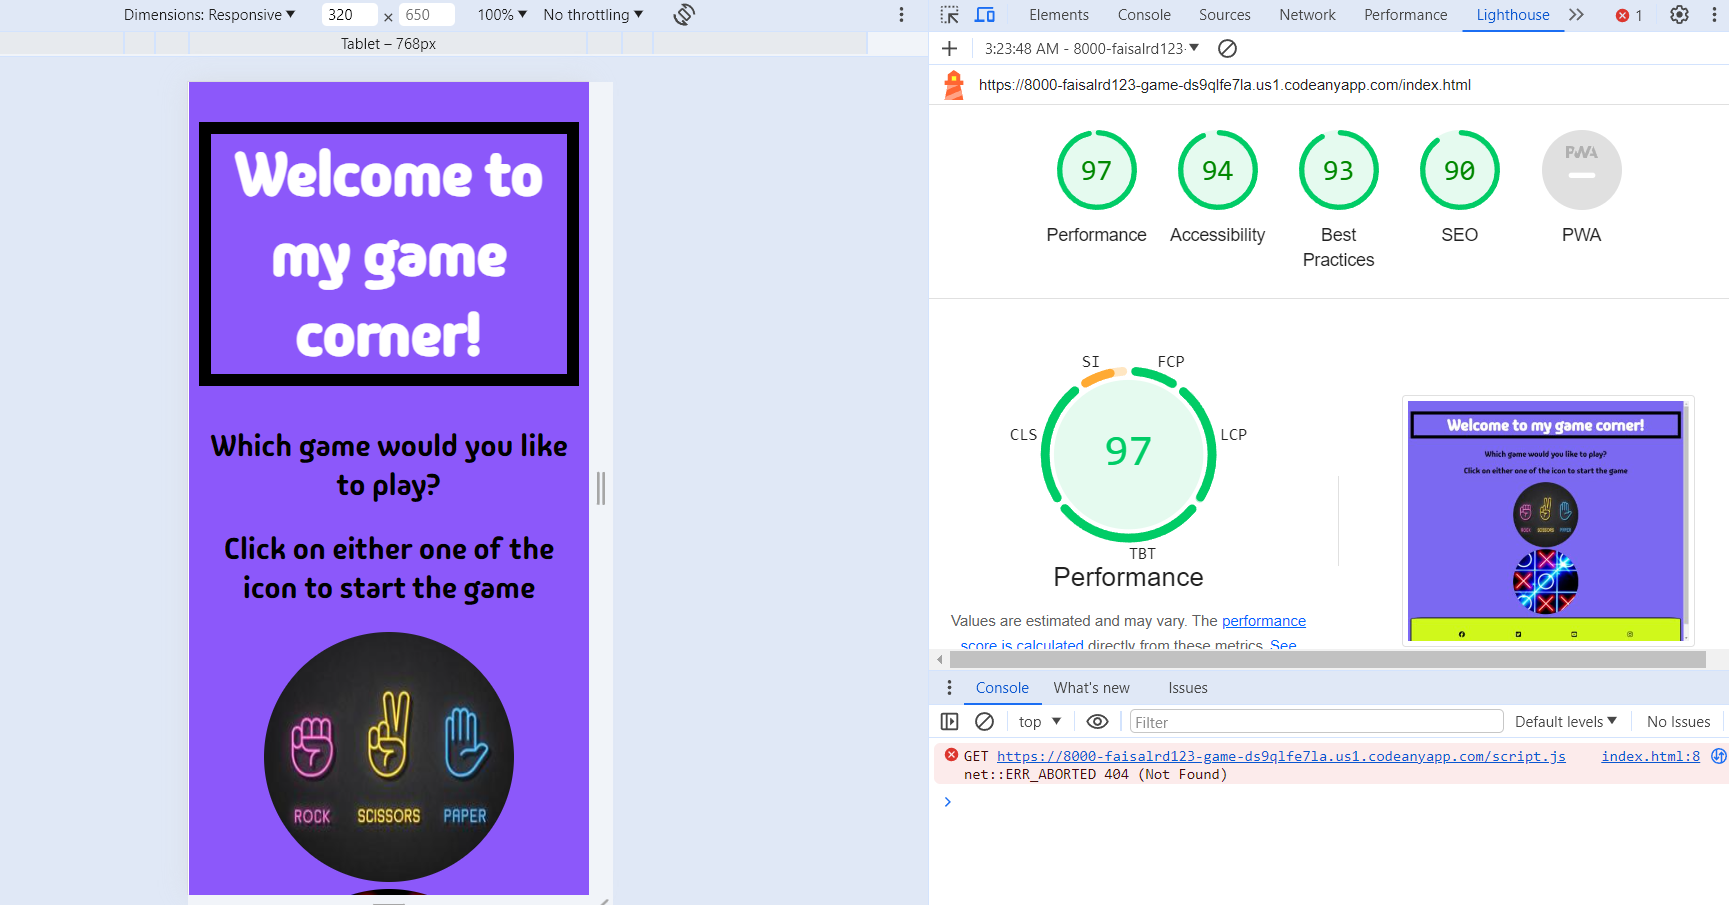 Dimensions: Responsive 320 × 650 100% No throttling
Tablet – 768px
Welcome to
my game
corner!
Which game would you like
to play?
Click on either one of the
icon to start the game
ROCK SCISSORS PAPER
Elements Console Sources Network Performance Lighthouse 1
3:23:48 AM - 8000-faisalrd123-
https://8000-faisalrd123-game-ds9qlfe7la.us1.codeanyapp.com/index.html
97 94 93 90 PWA
Performance Accessibility Best Practices SEO PWA
SI FCP
CLS LCP
97
TBT
Performance
Values are estimated and may vary. The performance
score is calculated directly from these metrics. See
Welcome to my game corner!
Which game would you like to play?
Click on either one of the icon to start the game
ROCK SCISSORS PAPER
Console What's new Issues
top Filter Default levels No Issues
GET https://8000-faisalrd123-game-ds9qlfe7la.us1.codeanyapp.com/script.js index.html:8
net::ERR_ABORTED 404 (Not Found)